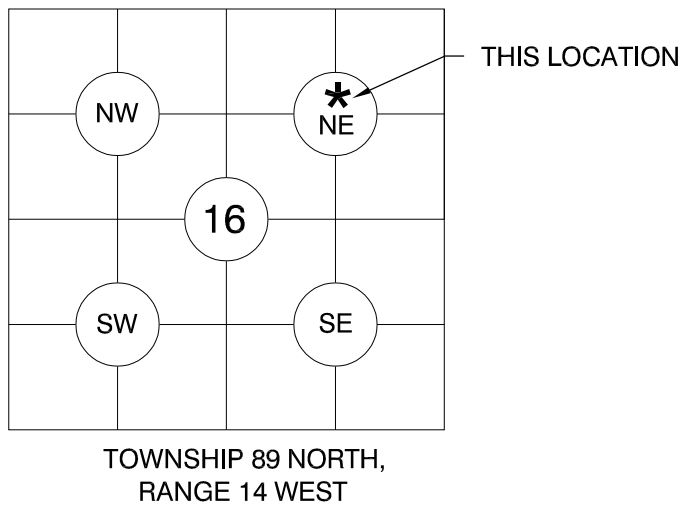 THIS LOCATION
NW
*
NE
16
SW
SE
TOWNSHIP 89 NORTH,
RANGE 14 WEST